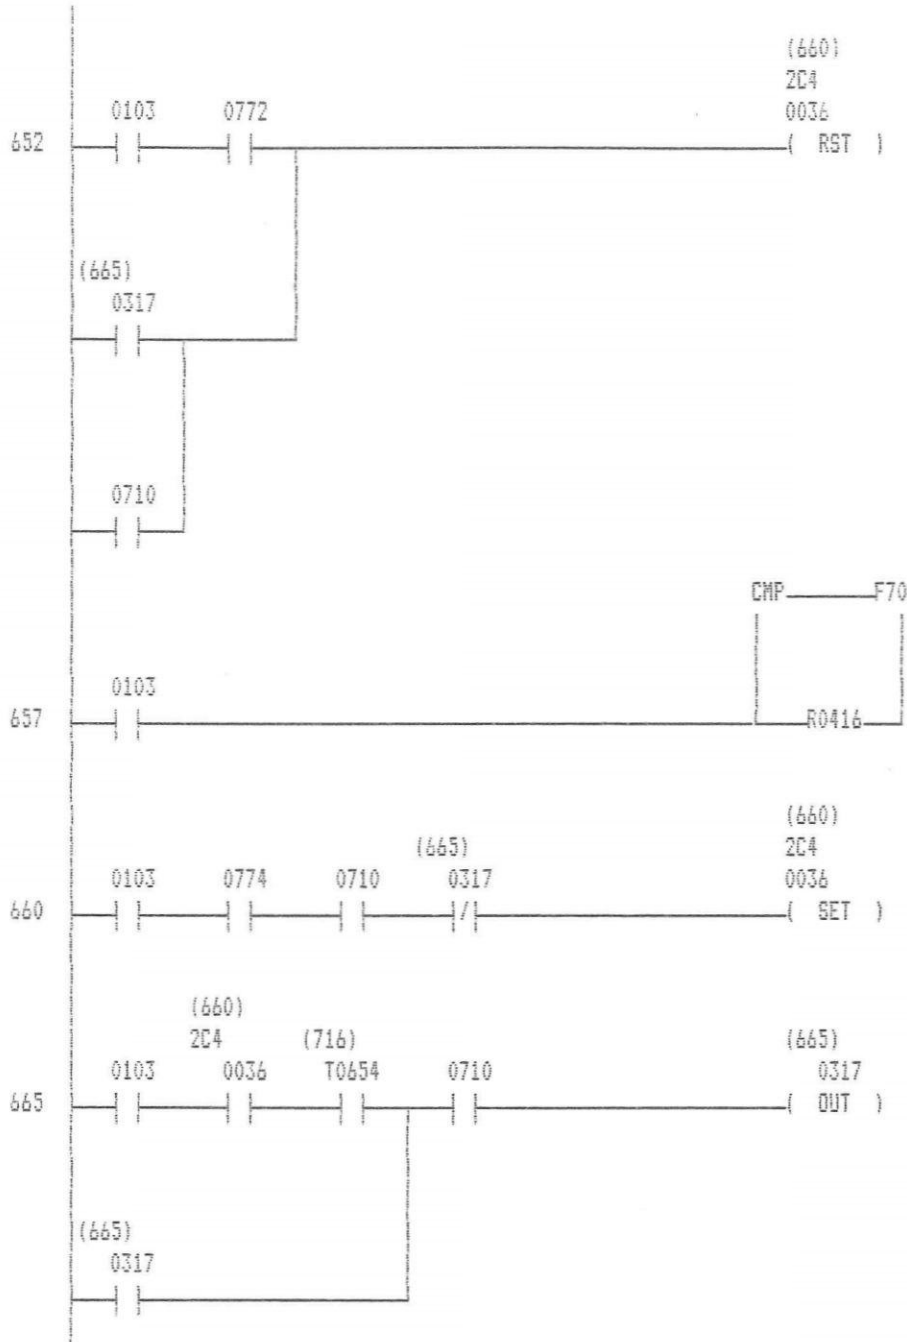 (660)
2C4
0103 0772 0036
652 ( RST )
(665)
0317
0710
CMP F70
0103
657 R0416
(660)
(665) 2C4
0103 0774 0710 0317 0036
660 ( SET )
(660)
2C4 (716) (665)
0103 0036 T0654 0710 0317
665 ( OUT )
(665)
0317